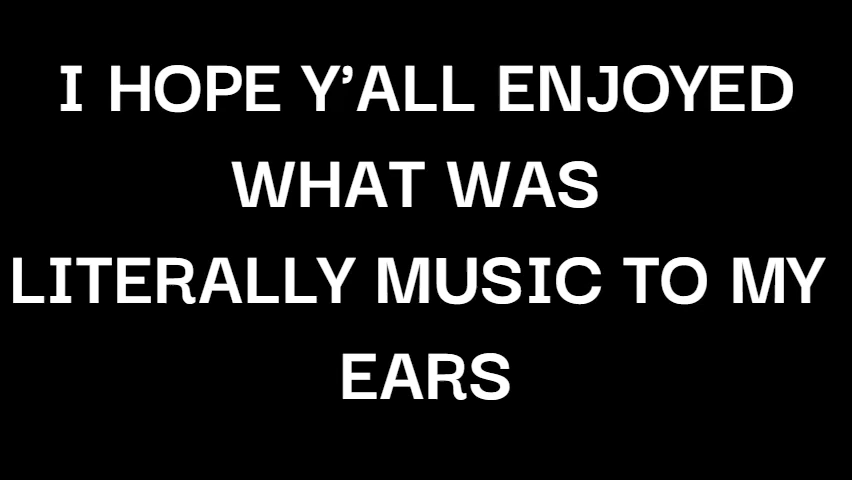 I HOPE Y’ALL ENJOYED
WHAT WAS
LITERALLY MUSIC TO MY
EARS